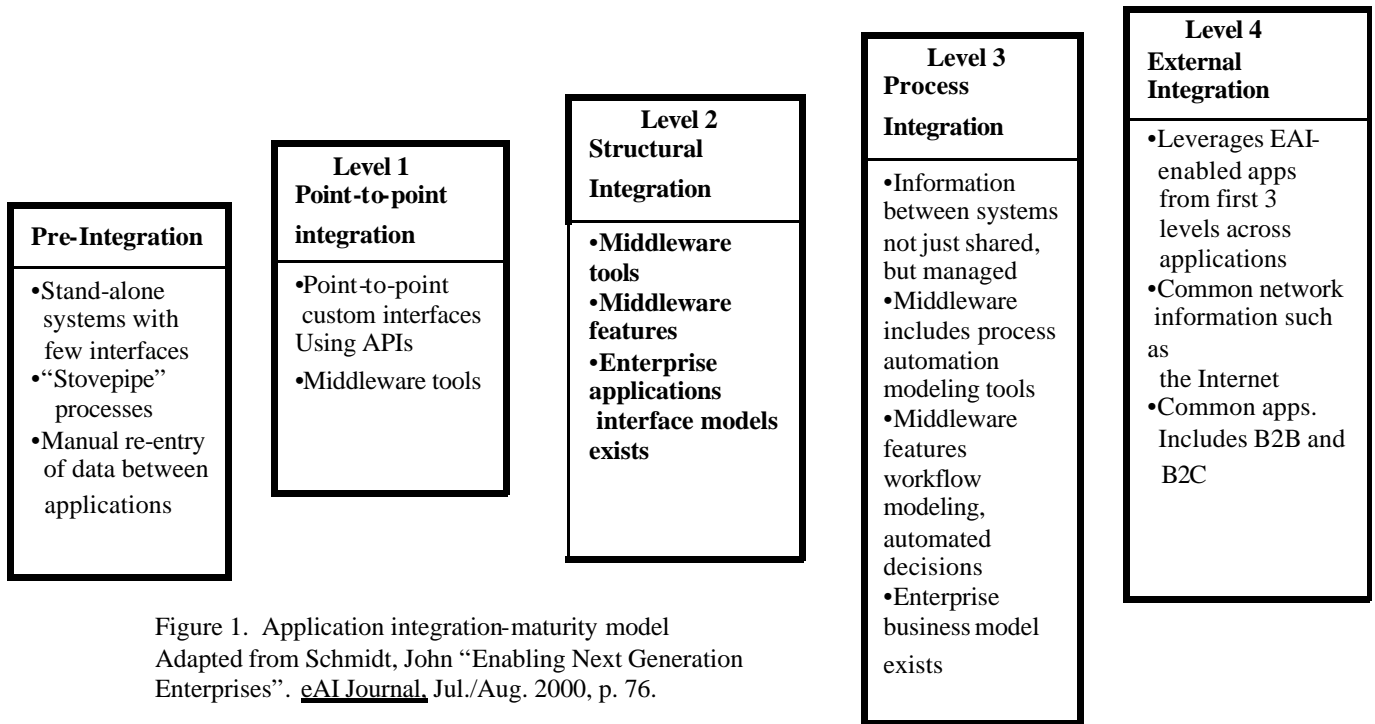 Pre-Integration
•Stand-alone
systems with
few interfaces
•“Stovepipe”
processes
•Manual re-entry
of data between
applications
Level 1
Point-to-point
integration
•Point-to-point
custom interfaces
Using APIs
•Middleware tools
Level 2
Structural
Integration
•Middleware
tools
•Middleware
features
•Enterprise
applications
interface models
exists
Level 3
Process
Integration
•Information
between systems
not just shared,
but managed
•Middleware
includes process
automation
modeling tools
•Middleware
features
workflow
modeling,
automated
decisions
•Enterprise
business model
exists
Level 4
External
Integration
•Leverages EAI-
enabled apps
from first 3
levels across
applications
•Common network
information such
as
the Internet
•Common apps.
Includes B2B and
B2C
Figure 1. Application integration-maturity model
Adapted from Schmidt, John “Enabling Next Generation
Enterprises”. eAI Journal, Jul./Aug. 2000, p. 76.